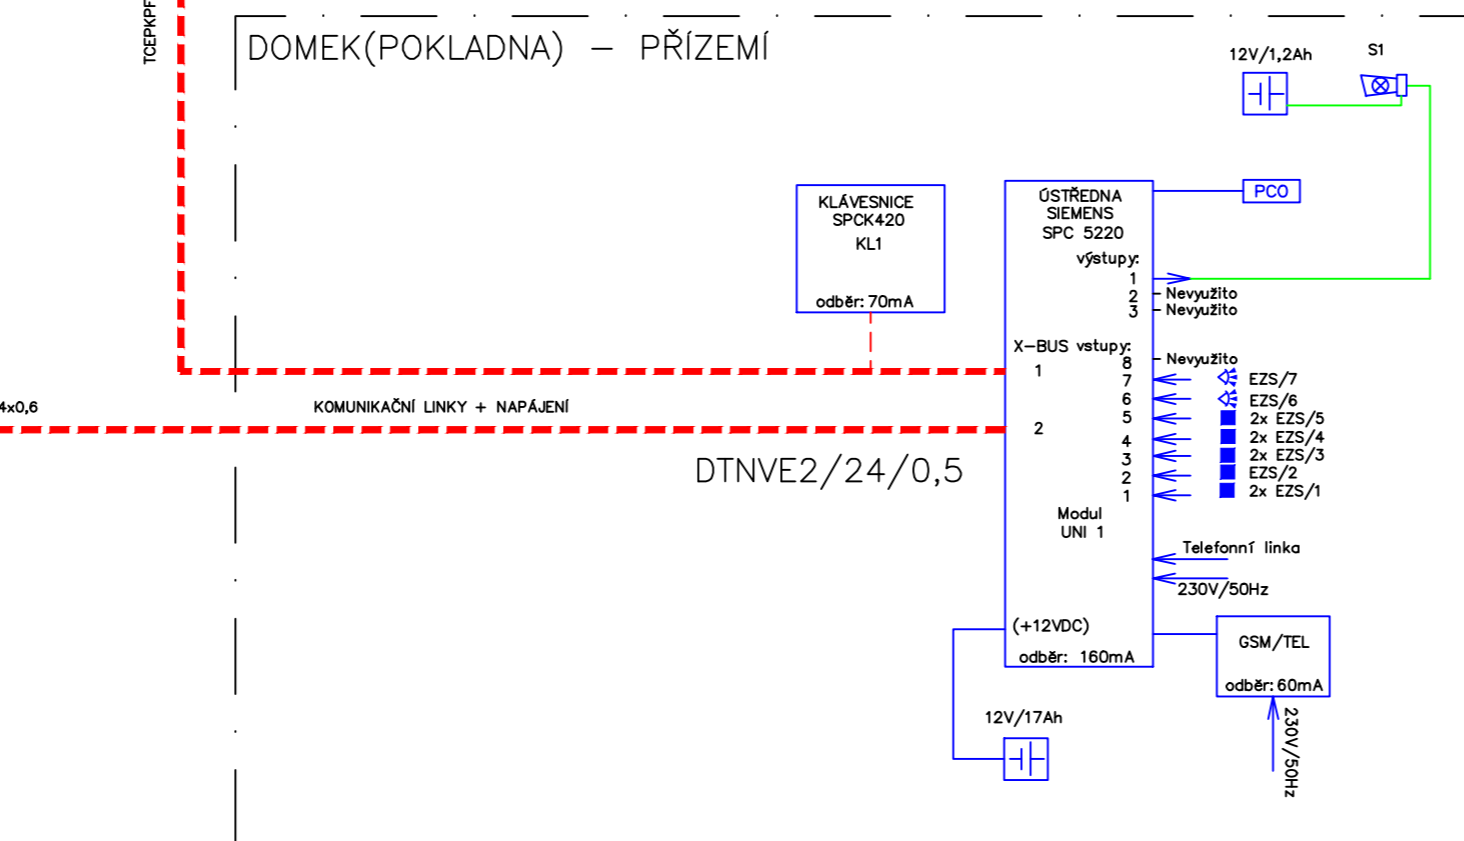 TCEPKPF
DOMEK(POKLADNA) – PŘÍZEMÍ
12V/1,2Ah
S1
KLÁVESNICE
SPCK420
KL1
odběr: 70mA
ÚSTŘEDNA
SIEMENS
SPC 5220
PCO
výstupy:
1
2 Nevyužito
3 Nevyužito
X–BUS vstupy:
8 Nevyužito
1
7 EZS/7
6 EZS/6
5 2x EZS/5
4x0,6
KOMUNIKAČNÍ LINKY + NAPÁJENÍ
2
4 2x EZS/4
3 2x EZS/3
2 EZS/2
1 2x EZS/1
DTNVE2/24/0,5
Modul
UNI 1
Telefonní linka
230V/50Hz
(+12VDC)
odběr: 160mA
GSM/TEL
odběr: 60mA
230V/50Hz
12V/17Ah